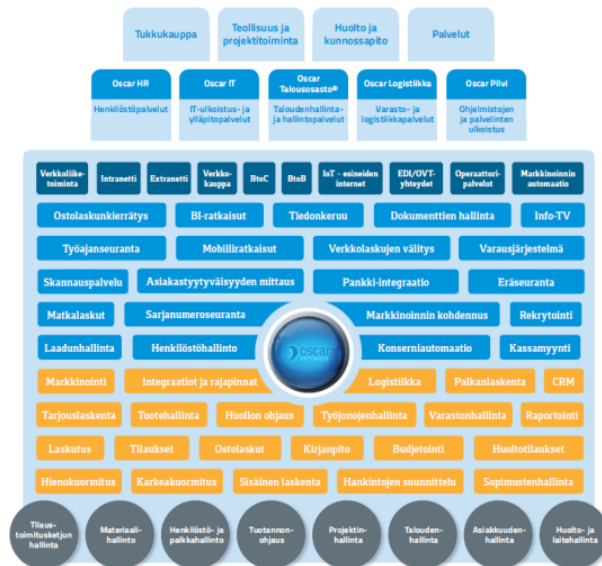 Tukkukauppa
Teollisuus ja
projektitoiminta
Huolto ja
kunnossapito
Palvelut
Oscar HR
Henkilöstöpalvelut
Oscar IT
IT-ulkoistus- ja
ylläpitopalvelut
Oscar
Talousosasto®
Taloudenhallinta-
ja hallintopalvelut
Oscar Logistiikka
Varasto- ja
logistiikkapalvelut
Oscar Pilvi
Ohjelmistojen
ja palvelinten
ulkoistus
Verkkoliike-
toiminta
Intranetti
Extranetti
Verkko-
kauppa
BtoC
BtoB
IoT - esineiden
internet
EDI/OVT-
yhteydet
Operaattori-
palvelut
Markkinoinnin
automaatio
Ostolaskunkierrätys
BI-ratkaisut
Tiedonkeruu
Dokumenttien hallinta
Info-TV
Työajanseuranta
Mobiiliratkaisut
Verkkolaskujen välitys
Varausjärjestelmä
Skannauspalvelu
Asiakastyytyväisyyden mittaus
Pankki-integraatio
Eräseuranta
Matkalaskut
Sarjanumeroseuranta
Markkinoinnin kohdennus
Rekrytointi
Laadunhallinta
Henkilöstöhallinto
oscar
Konserniautomaatio
Kassamyynti
Markkinointi
Integraatiot ja rajapinnat
Logistiikka
Palkanlaskenta
CRM
Tarjouslaskenta
Tuotehallinta
Huollon ohjaus
Työjonojenhallinta
Varastonhallinta
Raportointi
Laskutus
Tilaukset
Ostolaskut
Kirjanpito
Budjetointi
Huoltotilaukset
Hienokuormitus
Karkeakuormitus
Sisäinen laskenta
Hankintojen suunnittelu
Sopimustenhallinta
Tilaus-
toimitusketjun
hallinta
Materiaali-
hallinto
Henkilöstö- ja
palkkahallinto
Tuotannon-
ohjaus
Projektin-
hallinta
Talouden-
hallinta
Asiakkuuden-
hallinta
Huolto- ja
laitehallinta